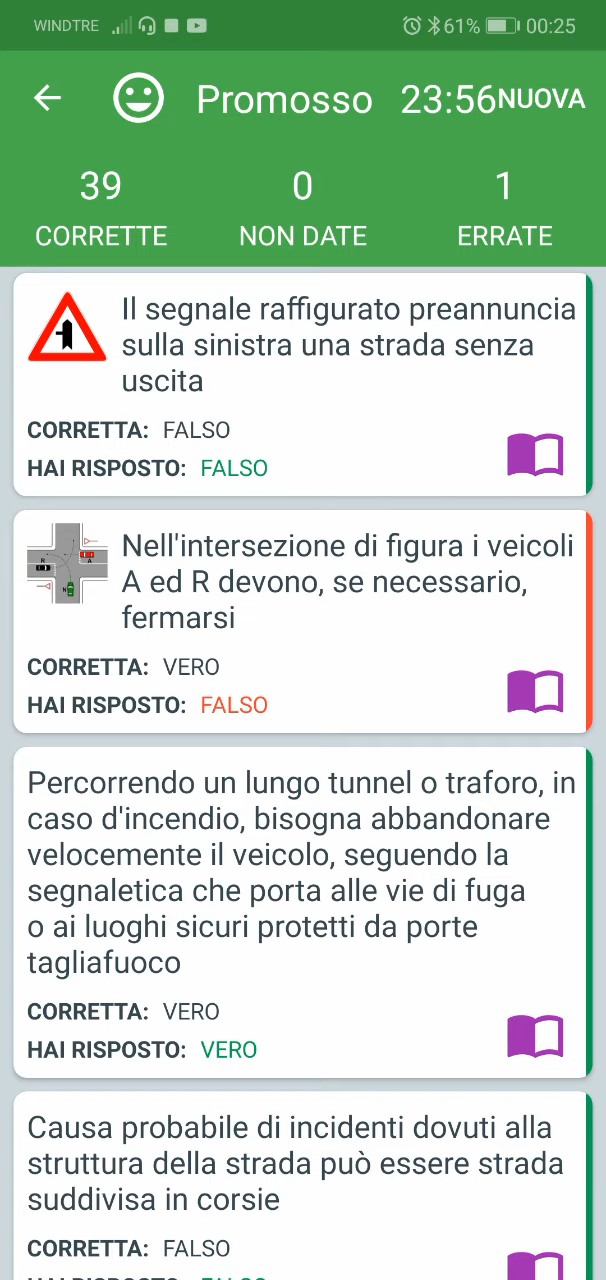 WINDTRE 61% 00:25
Promosso 23:56 NUOVA
39 0 1
CORRETTE NON DATE ERRATE
Il segnale raffigurato preannuncia
sulla sinistra una strada senza
uscita
CORRETTA: FALSO
HAI RISPOSTO: FALSO
Nell'intersezione di figura i veicoli
A ed R devono, se necessario,
fermarsi
R A
N
CORRETTA: VERO
HAI RISPOSTO: FALSO
Percorrendo un lungo tunnel o traforo, in
caso d'incendio, bisogna abbandonare
velocemente il veicolo, seguendo la
segnaletica che porta alle vie di fuga
o ai luoghi sicuri protetti da porte
tagliafuoco
CORRETTA: VERO
HAI RISPOSTO: VERO
Causa probabile di incidenti dovuti alla
struttura della strada può essere strada
suddivisa in corsie
CORRETTA: FALSO
HAI RISPOSTO: FALSO